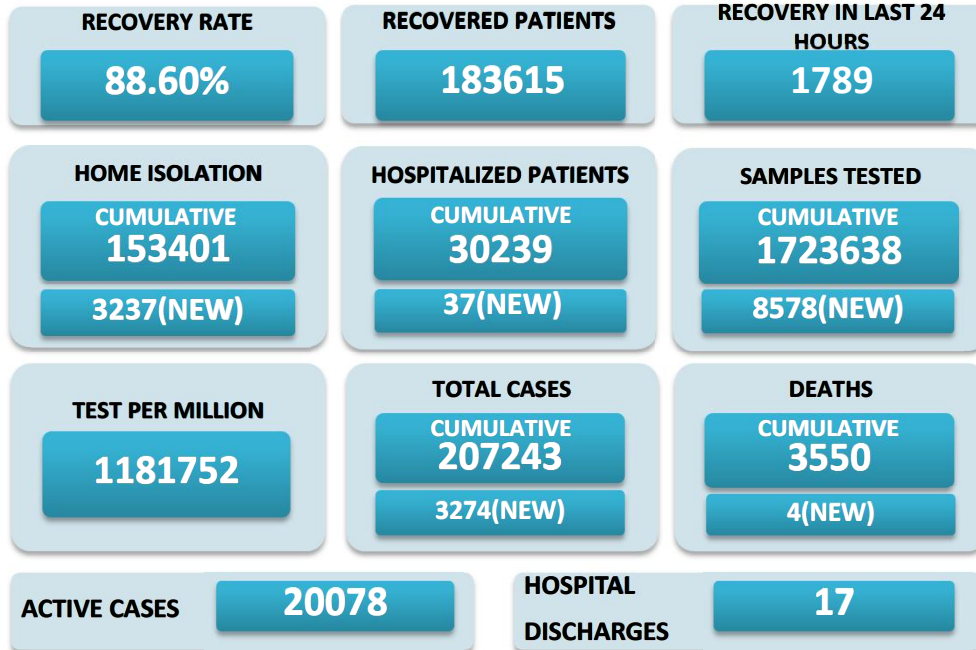 RECOVERY RATE
88.60%
RECOVERED PATIENTS
183615
RECOVERY IN LAST 24
HOURS
1789
HOME ISOLATION
CUMULATIVE
153401
3237(NEW)
HOSPITALIZED PATIENTS
CUMULATIVE
30239
37(NEW)
SAMPLES TESTED
CUMULATIVE
1723638
8578(NEW)
TEST PER MILLION
1181752
TOTAL CASES
CUMULATIVE
207243
3274(NEW)
DEATHS
CUMULATIVE
3550
4(NEW)
ACTIVE CASES
20078
HOSPITAL
DISCHARGES
17